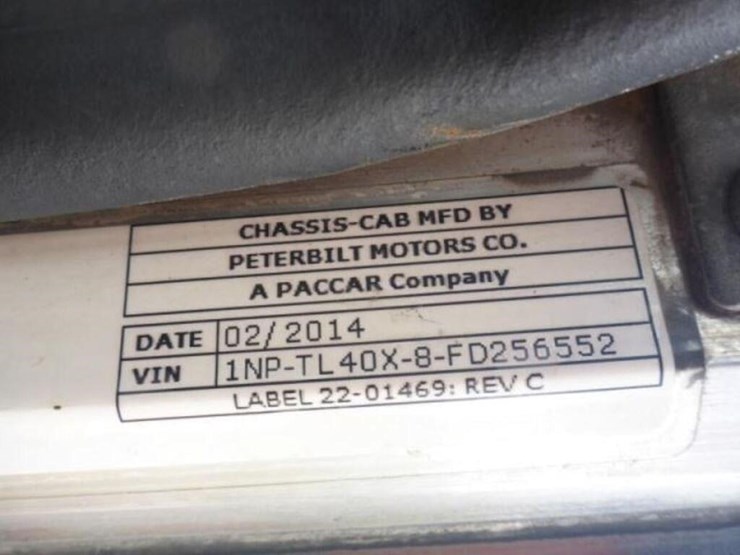 CHASSIS-CAB MFD BY
PETERBILT MOTORS CO.
A PACCAR Company
DATE 02/2014
VIN 1NP-TL40X-8-FD256552
LABEL 22-01469: REV C